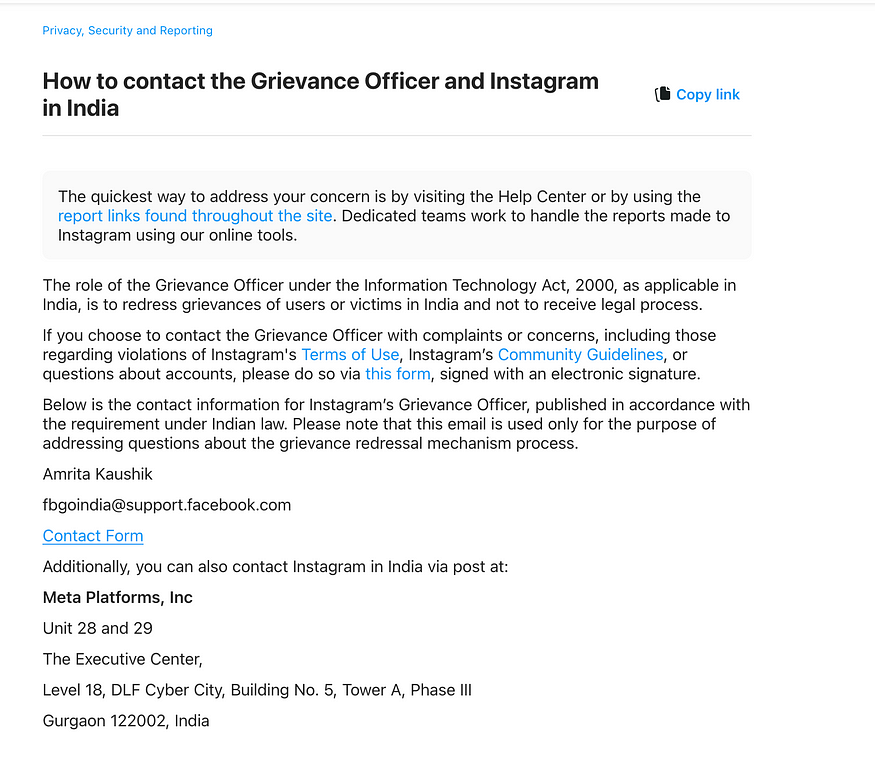 Privacy, Security and Reporting
How to contact the Grievance Officer and Instagram
in India
Copy link
The quickest way to address your concern is by visiting the Help Center or by using the
report links found throughout the site. Dedicated teams work to handle the reports made to
Instagram using our online tools.
The role of the Grievance Officer under the Information Technology Act, 2000, as applicable in
India, is to redress grievances of users or victims in India and not to receive legal process.
If you choose to contact the Grievance Officer with complaints or concerns, including those
regarding violations of Instagram's Terms of Use, Instagram’s Community Guidelines, or
questions about accounts, please do so via this form, signed with an electronic signature.
Below is the contact information for Instagram’s Grievance Officer, published in accordance with
the requirement under Indian law. Please note that this email is used only for the purpose of
addressing questions about the grievance redressal mechanism process.
Amrita Kaushik
fbgoindia@support.facebook.com
Contact Form
Additionally, you can also contact Instagram in India via post at:
Meta Platforms, Inc
Unit 28 and 29
The Executive Center,
Level 18, DLF Cyber City, Building No. 5, Tower A, Phase III
Gurgaon 122002, India